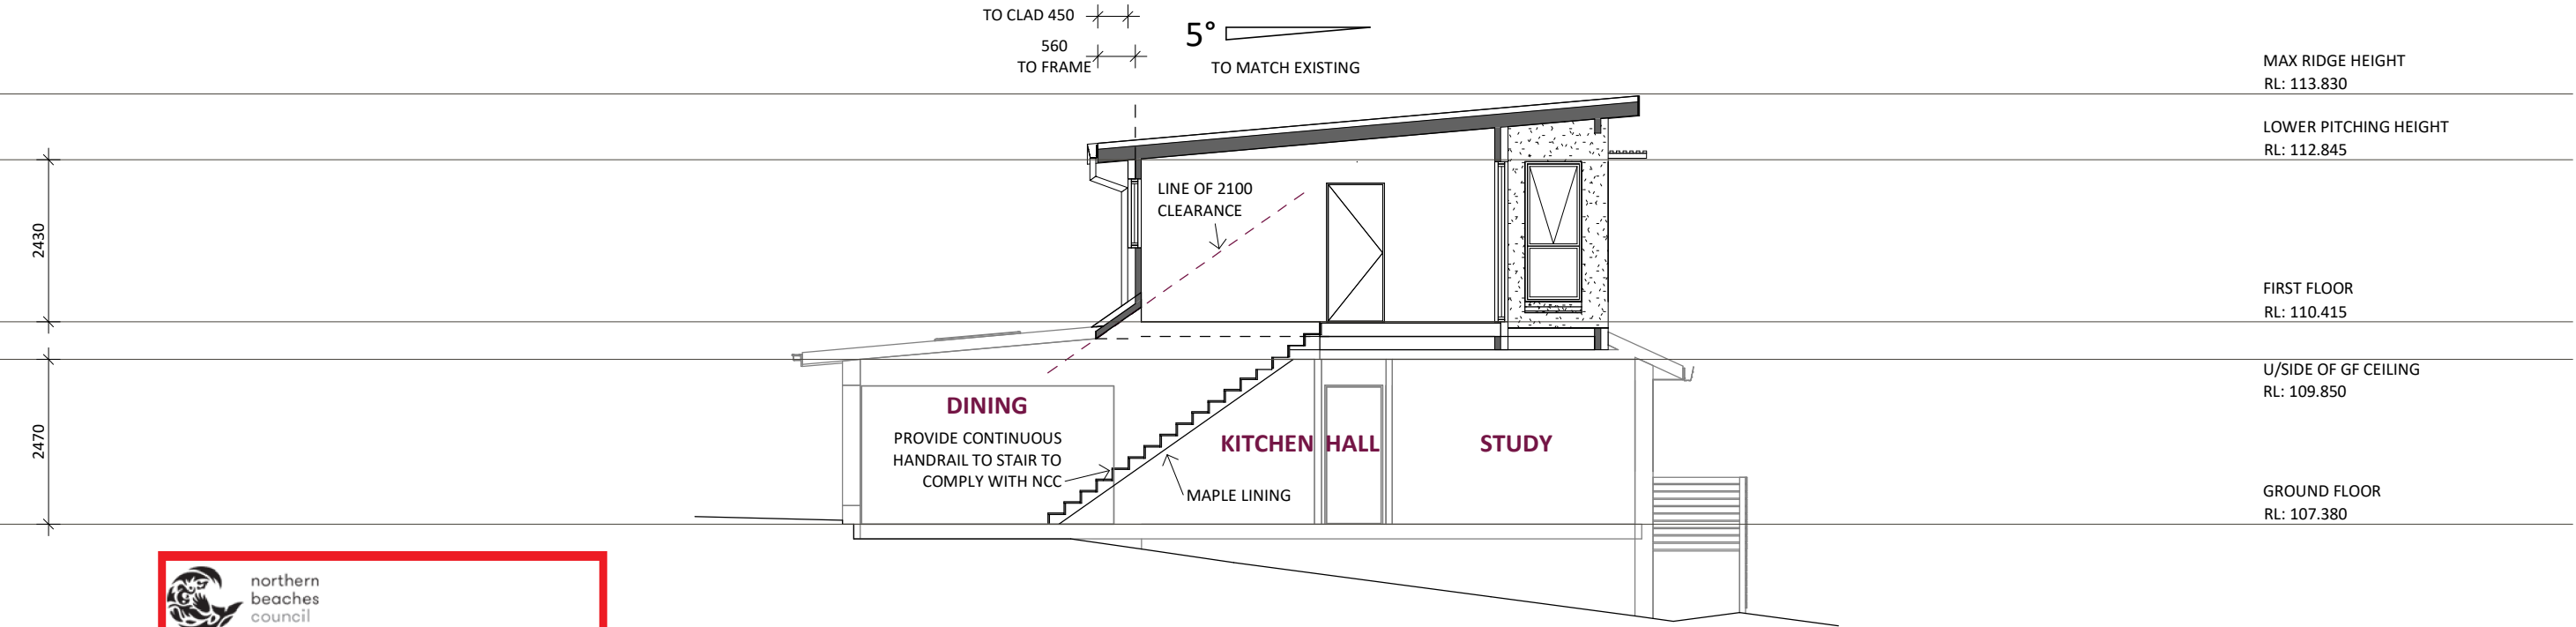 TO CLAD 450
560
TO FRAME
5°
TO MATCH EXISTING
MAX RIDGE HEIGHT
RL: 113.830
LOWER PITCHING HEIGHT
RL: 112.845
LINE OF 2100
CLEARANCE
2430
FIRST FLOOR
RL: 110.415
U/SIDE OF GF CEILING
RL: 109.850
DINING
PROVIDE CONTINUOUS
HANDRAIL TO STAIR TO
COMPLY WITH NCC
KITCHEN
HALL
STUDY
MAPLE LINING
2470
GROUND FLOOR
RL: 107.380
northern
beaches
council